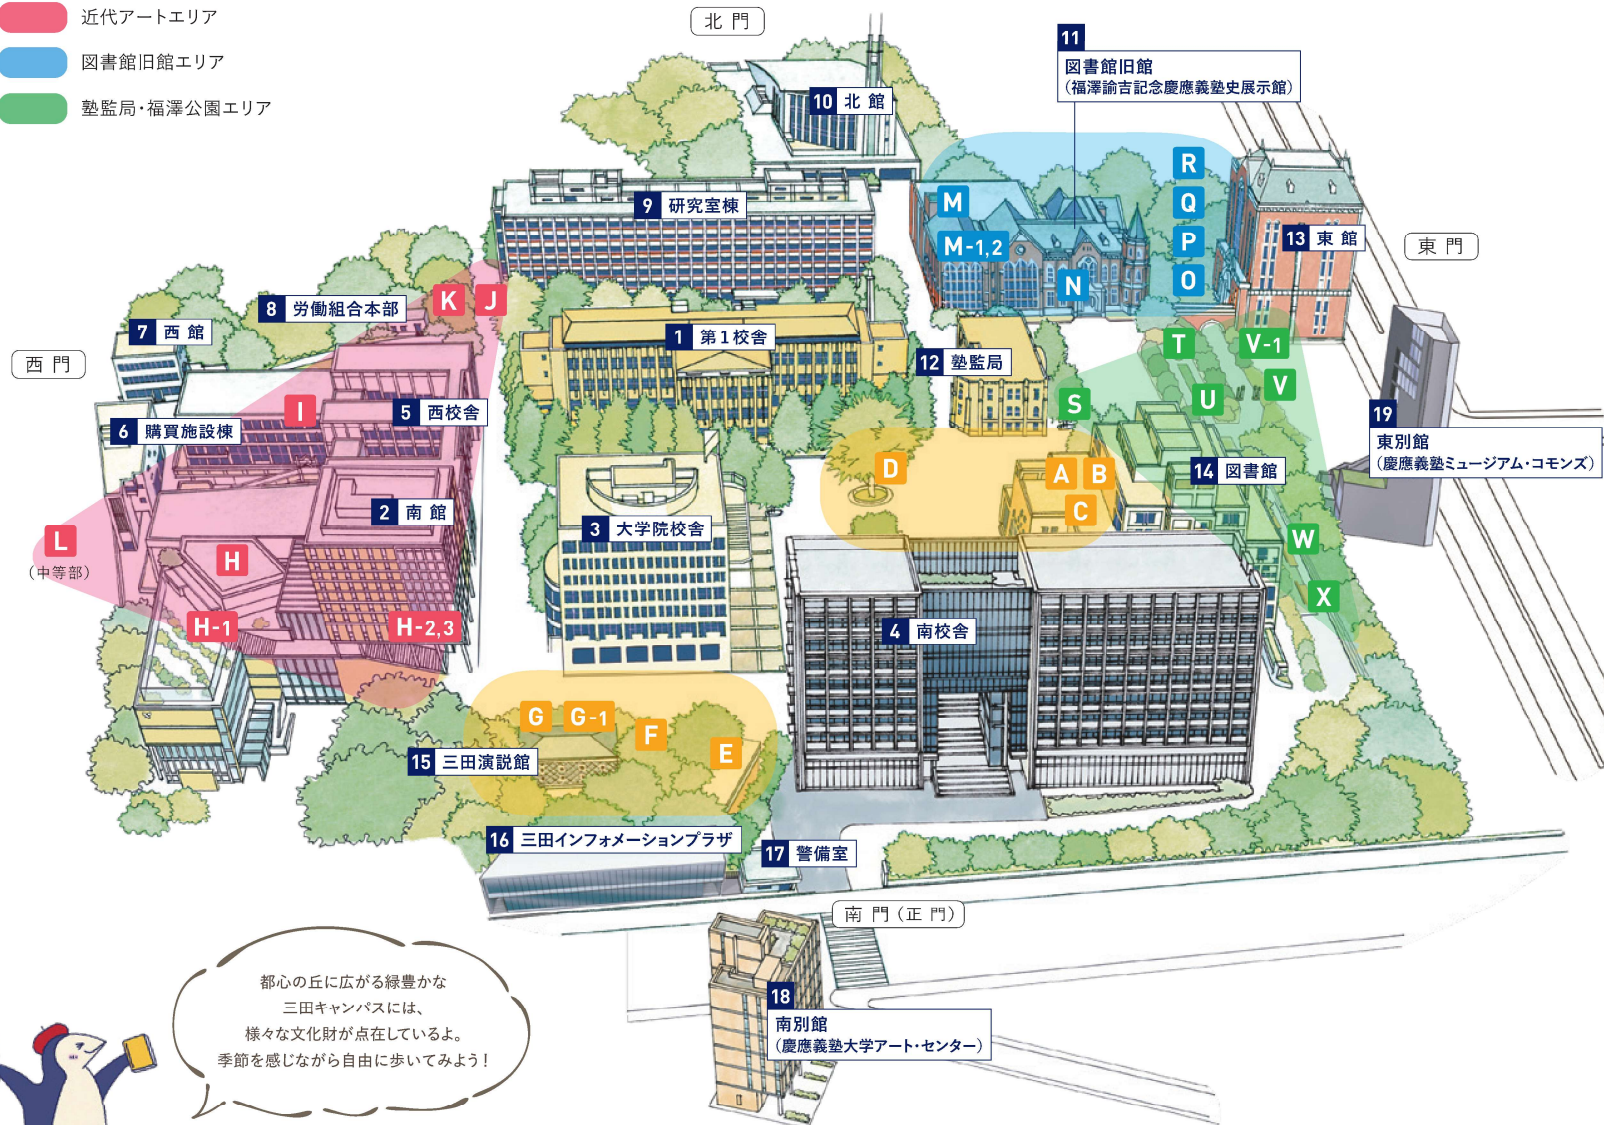 近代アートエリア
図書館旧館エリア
塾監局・福澤公園エリア
北門
11
図書館旧館
（福澤諭吉記念慶應義塾史展示館）
10 北館
9 研究室棟
M
M-1,2
N
R
Q
P
O
13 東館
東門
K
J
8 労働組合本部
7 西館
西門
1 第1校舎
12 塾監局
T
V-1
V
U
S
I
5 西校舎
6 購買施設棟
19
東別館
（慶應義塾ミュージアム・コモンズ）
D
A
B
C
14 図書館
2 南館
3 大学院校舎
L
（中等部）
H
H-1
H-2,3
W
X
4 南校舎
G
G-1
F
E
15 三田演説館
16 三田インフォメーションプラザ
17 警備室
南門（正門）
18
南別館
（慶應義塾大学アート・センター）
都心の丘に広がる緑豊かな
三田キャンパスには、
様々な文化財が点在しているよ。
季節を感じながら自由に歩いてみよう！